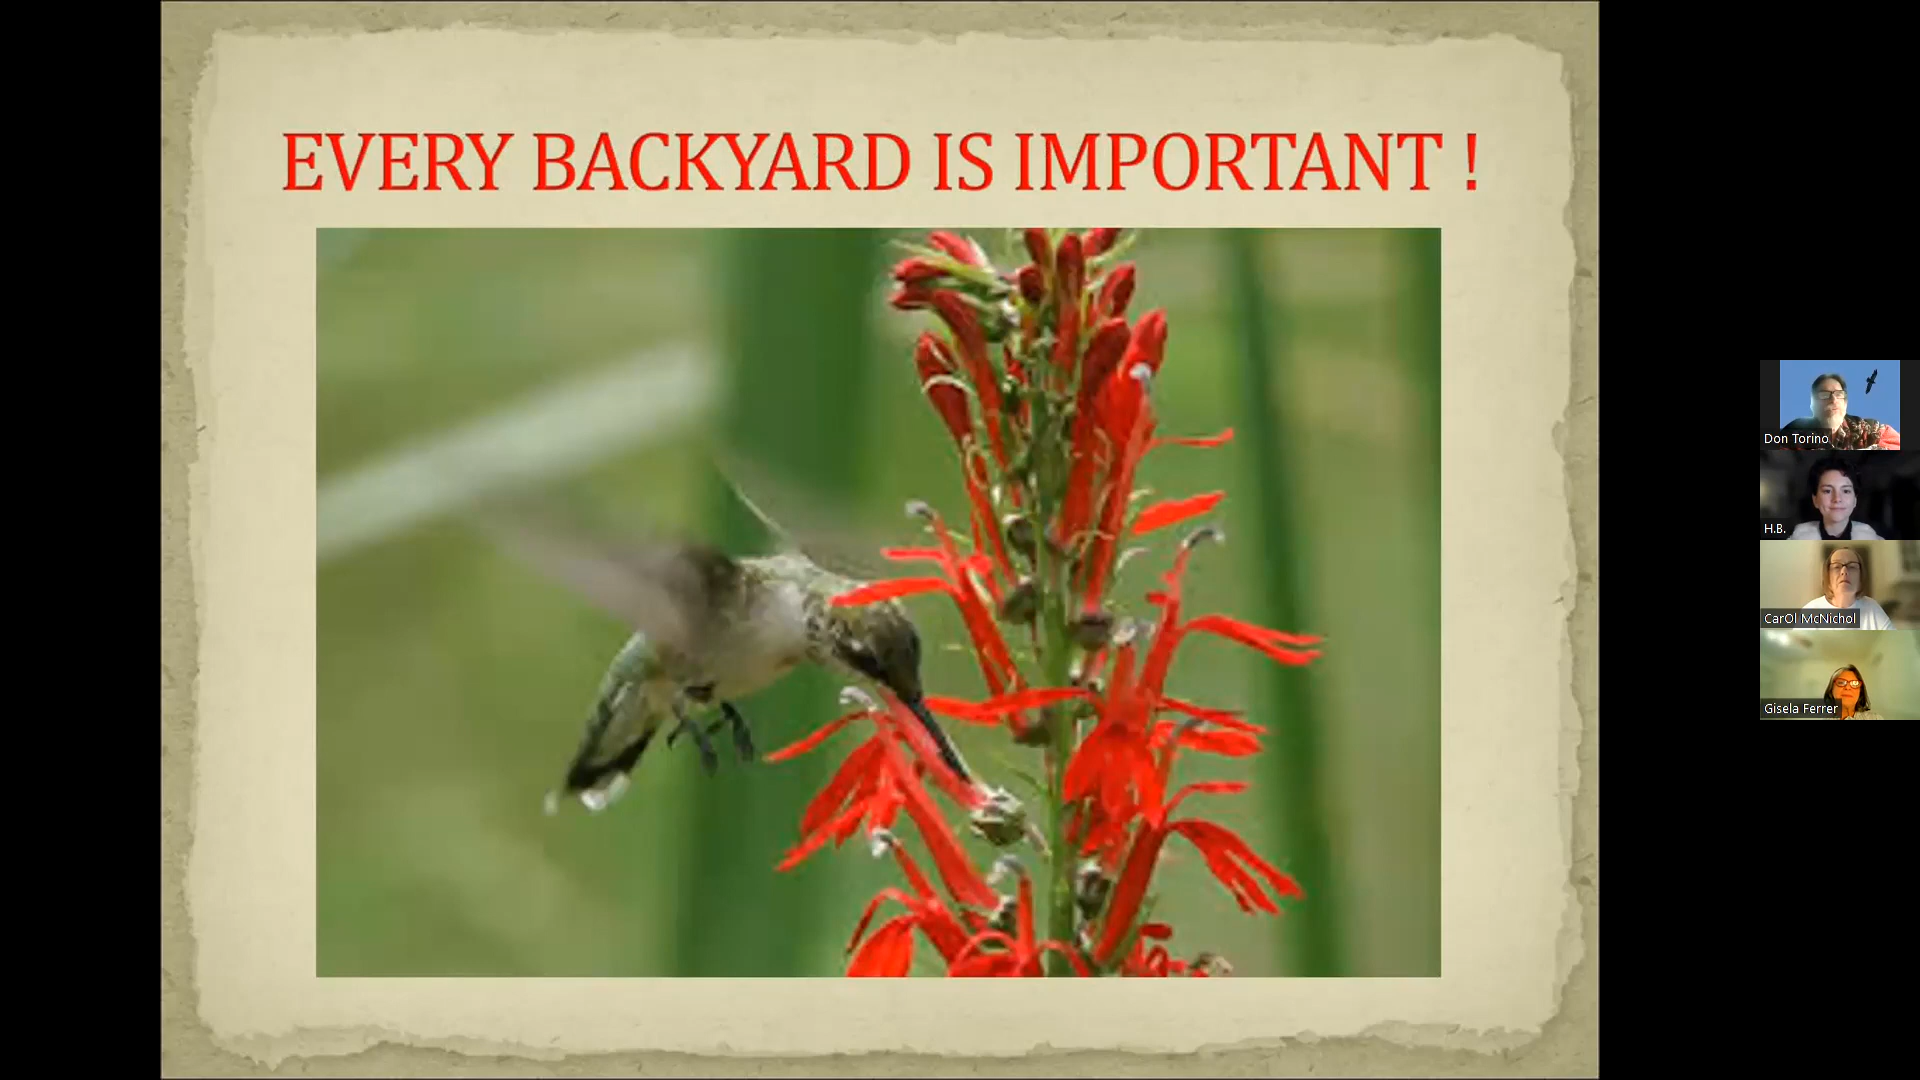 EVERY BACKYARD IS IMPORTANT !
Don Torino
H.B.
CarOl McNichol
Gisela Ferrer